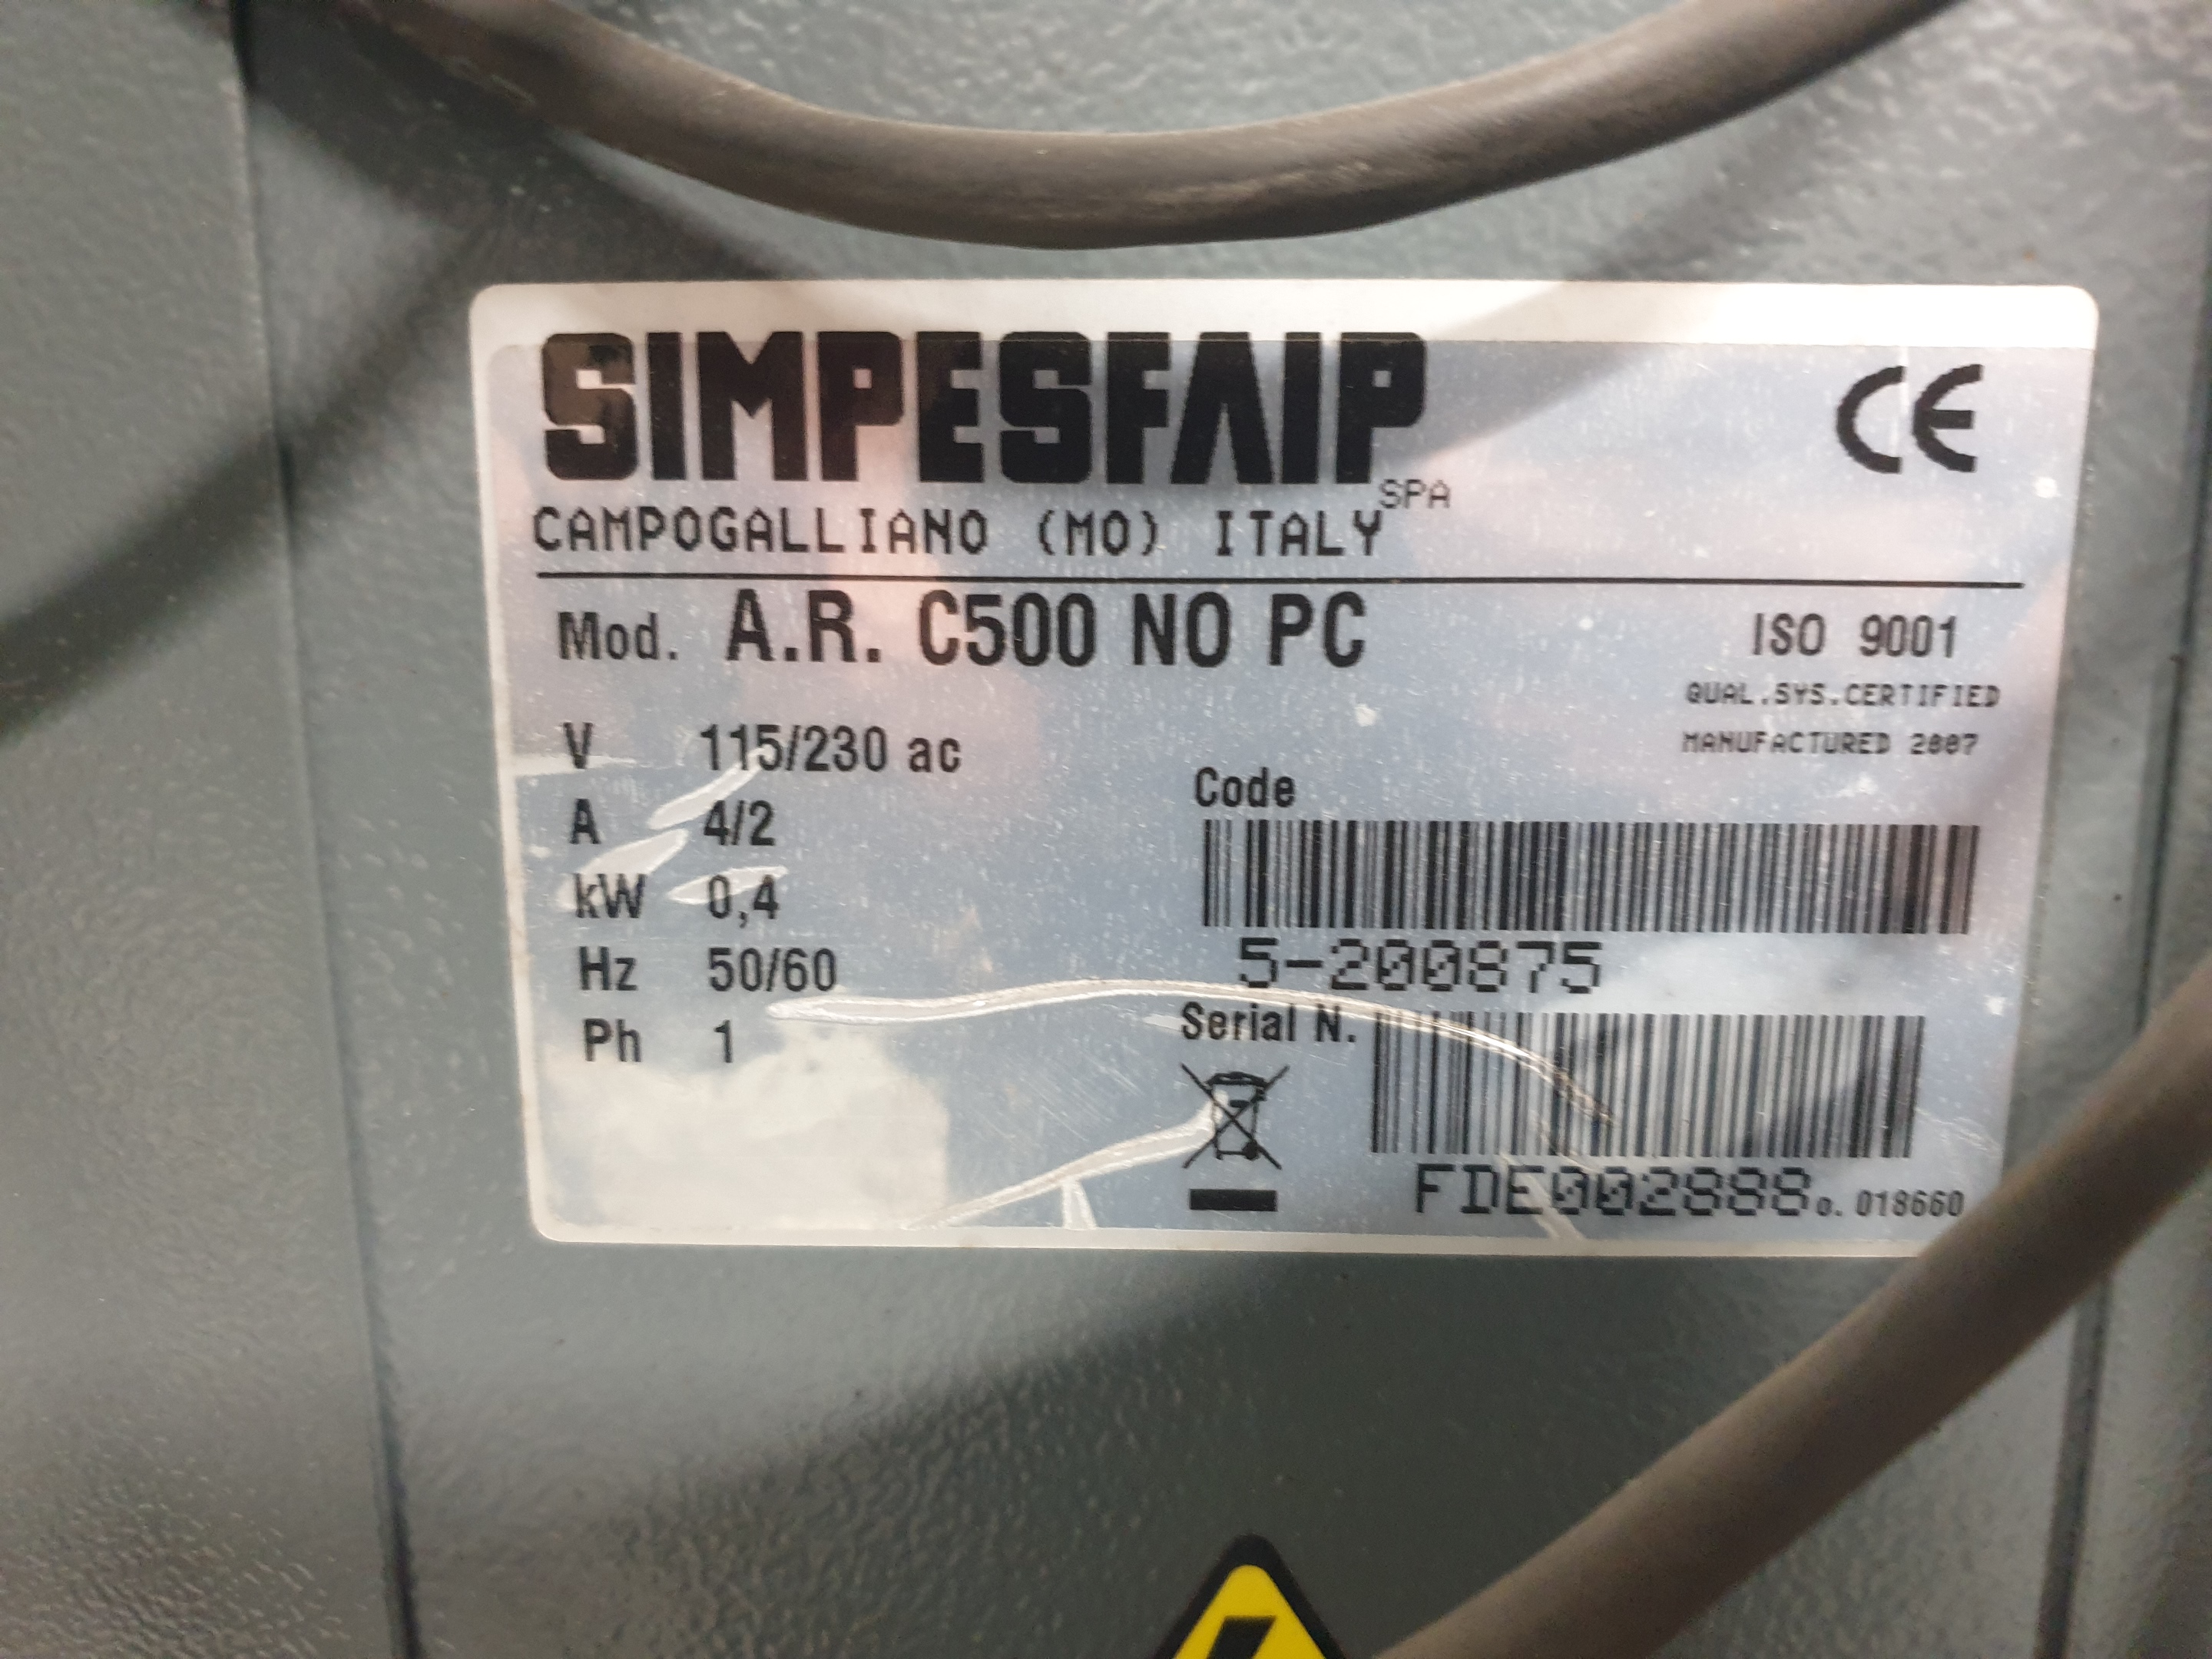 SIMPESFAIP SPA
CE
CAMPOGALLIANO (MO) ITALY
Mod. A.R. C500 NO PC
ISO 9001
QUAL.SYS.CERTIFIED
MANUFACTURED 2007
V 115/230 ac
A 4/2
kW 0,4
Hz 50/60
Ph 1
Code
5-200875
Serial N.
FDE002888 o. 018660